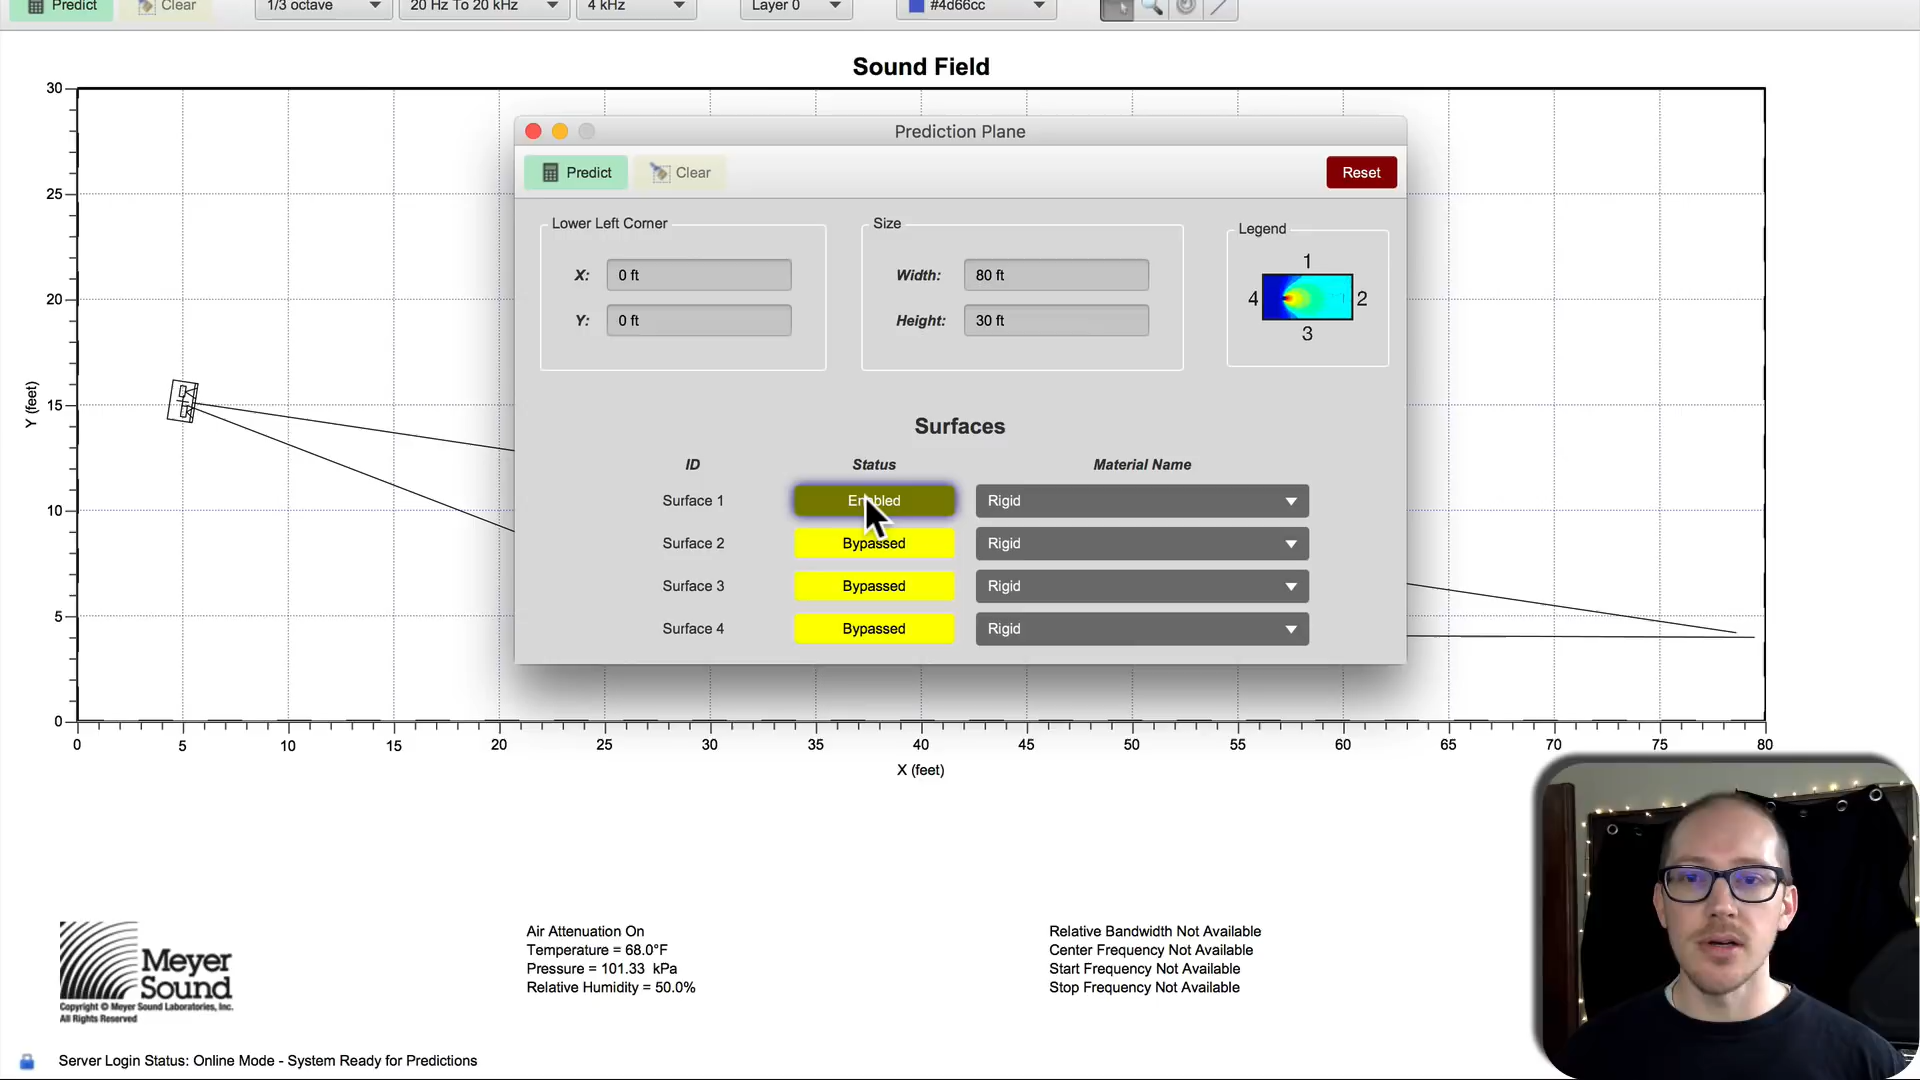 Predict
Clear
1/3 octave
20 Hz To 20 kHz
4 kHz
Layer 0
#4d66cc
Sound Field
30
25
20
15
10
5
0
Y (feet)
0 5 10 15 20 25 30 35 40 45 50 55 60 65 70 75 80
X (feet)
Prediction Plane
Predict
Clear
Reset
Lower Left Corner
X: 0 ft
Y: 0 ft
Size
Width: 80 ft
Height: 30 ft
Legend
1
4 2
3
Surfaces
ID Status Material Name
Surface 1 Enabled Rigid
Surface 2 Bypassed Rigid
Surface 3 Bypassed Rigid
Surface 4 Bypassed Rigid
Meyer
Sound
Copyright © Meyer Sound Laboratories, Inc.
All Rights Reserved
Air Attenuation On
Temperature = 68.0°F
Pressure = 101.33 kPa
Relative Humidity = 50.0%
Relative Bandwidth Not Available
Center Frequency Not Available
Start Frequency Not Available
Stop Frequency Not Available
Server Login Status: Online Mode - System Ready for Predictions